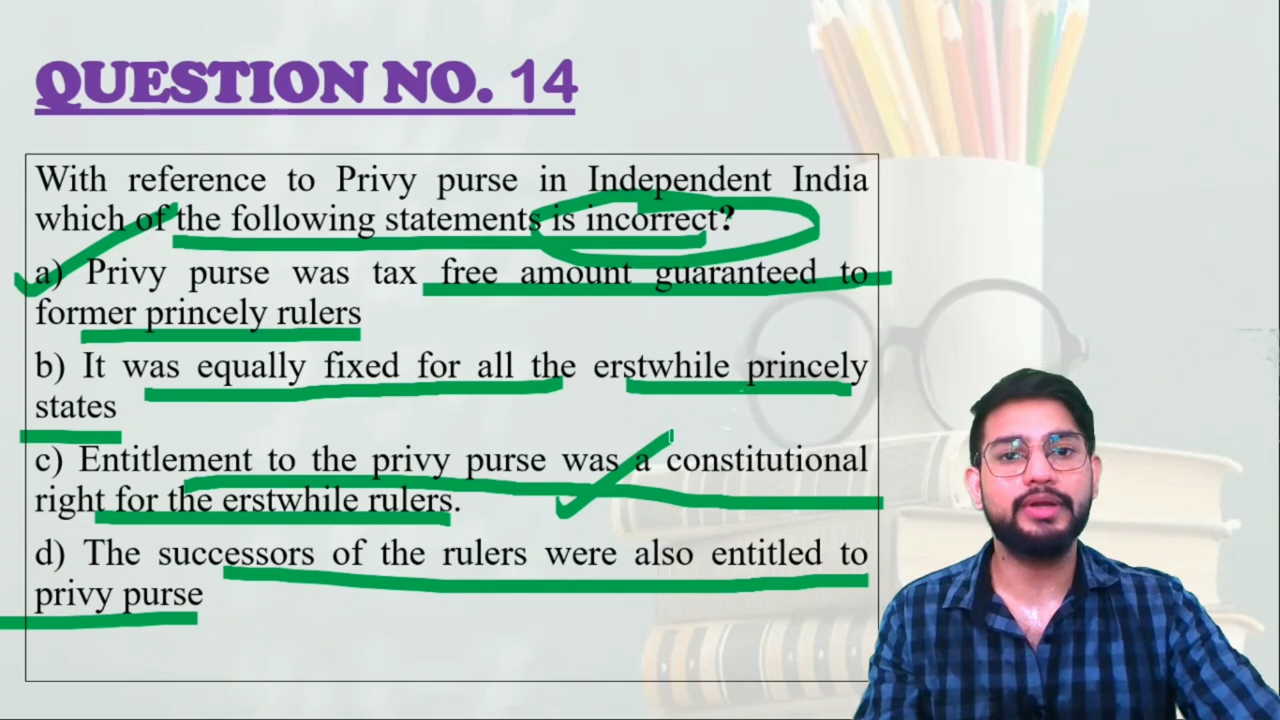 QUESTION NO. 14
With reference to Privy purse in Independent India
which of the following statements is incorrect?
a) Privy purse was tax free amount guaranteed to
former princely rulers
b) It was equally fixed for all the erstwhile princely
states
c) Entitlement to the privy purse was a constitutional
right for the erstwhile rulers.
d) The successors of the rulers were also entitled to
privy purse